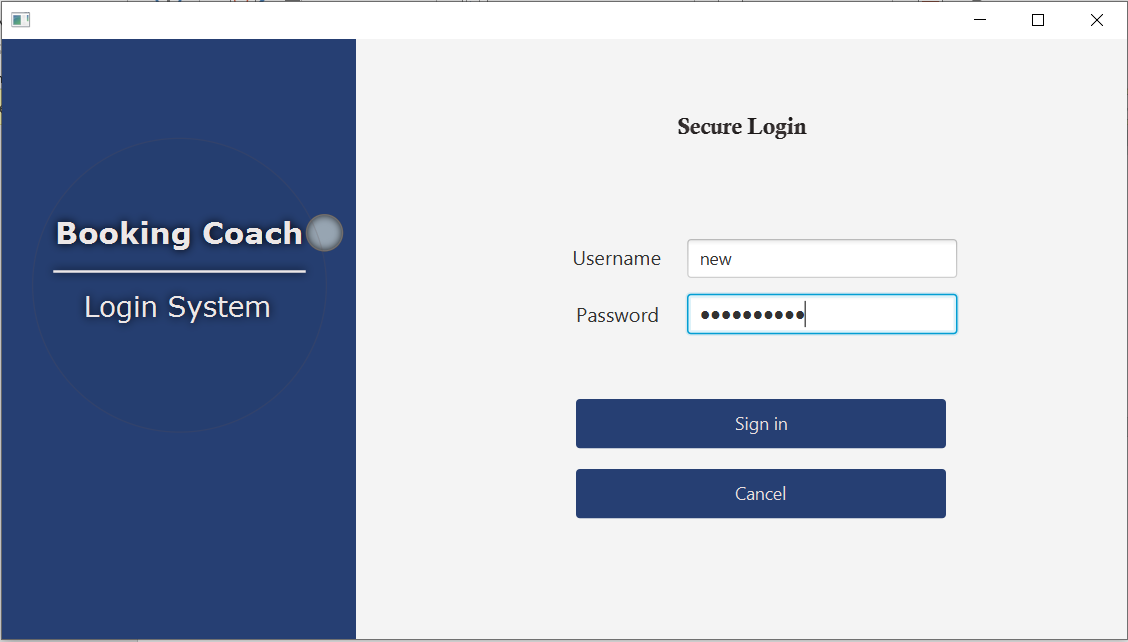 Booking Coach
Login System
Secure Login
Username
new
Password
••••••••••
Sign in
Cancel